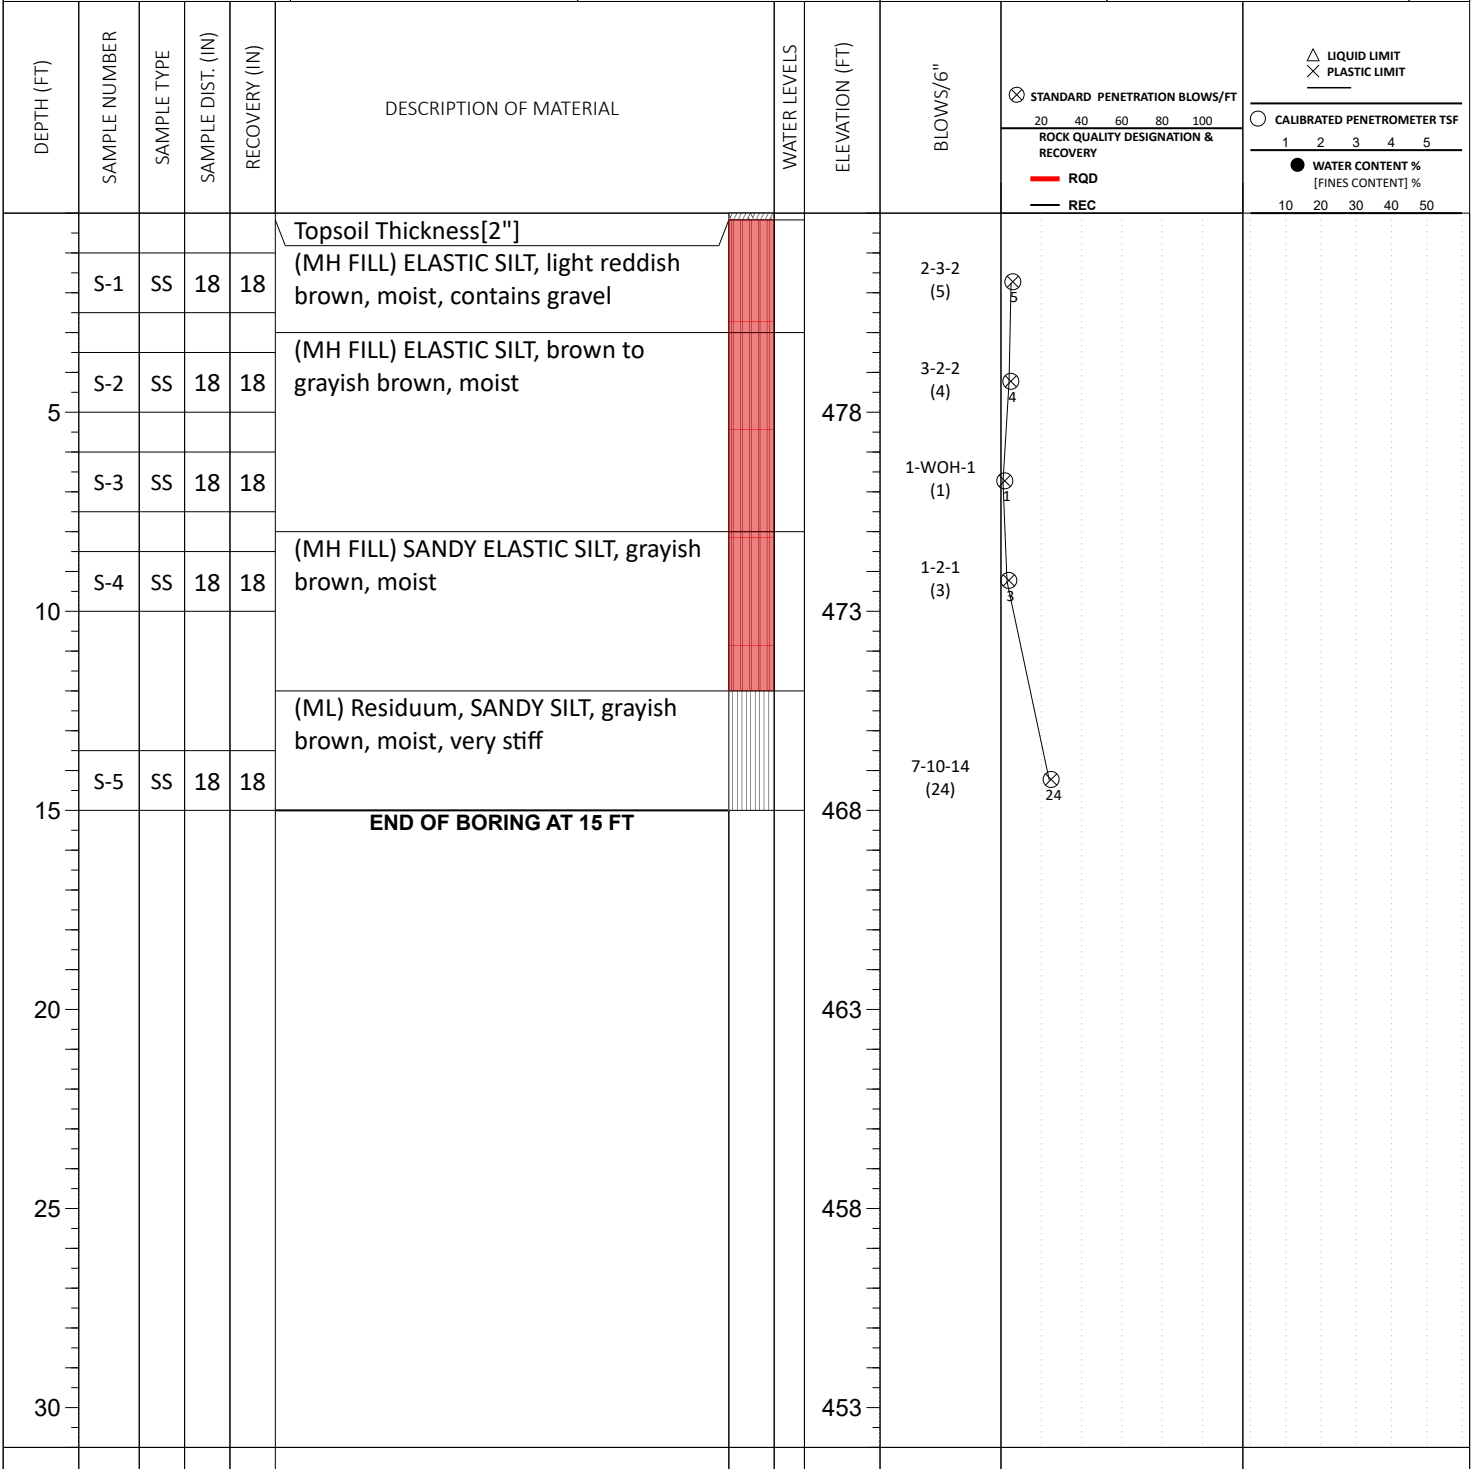 DEPTH (FT)
SAMPLE NUMBER
SAMPLE TYPE
SAMPLE DIST. (IN)
RECOVERY (IN)
DESCRIPTION OF MATERIAL
WATER LEVELS
ELEVATION (FT)
BLOWS/6"
STANDARD PENETRATION BLOWS/FT
20 40 60 80 100
ROCK QUALITY DESIGNATION &
RECOVERY
RQD
REC
LIQUID LIMIT
PLASTIC LIMIT
CALIBRATED PENETROMETER TSF
1 2 3 4 5
WATER CONTENT %
[FINES CONTENT] %
10 20 30 40 50
Topsoil Thickness[2"]
S-1 SS 18 18
(MH FILL) ELASTIC SILT, light reddish
brown, moist, contains gravel
2-3-2
(5)
5
S-2 SS 18 18
(MH FILL) ELASTIC SILT, brown to
grayish brown, moist
3-2-2
(4)
4
5
478
S-3 SS 18 18
1-WOH-1
(1)
1
S-4 SS 18 18
(MH FILL) SANDY ELASTIC SILT, grayish
brown, moist
1-2-1
(3)
3
10
473
(ML) Residuum, SANDY SILT, grayish
brown, moist, very stiff
S-5 SS 18 18
7-10-14
(24)
24
15
468
END OF BORING AT 15 FT
20
463
25
458
30
453